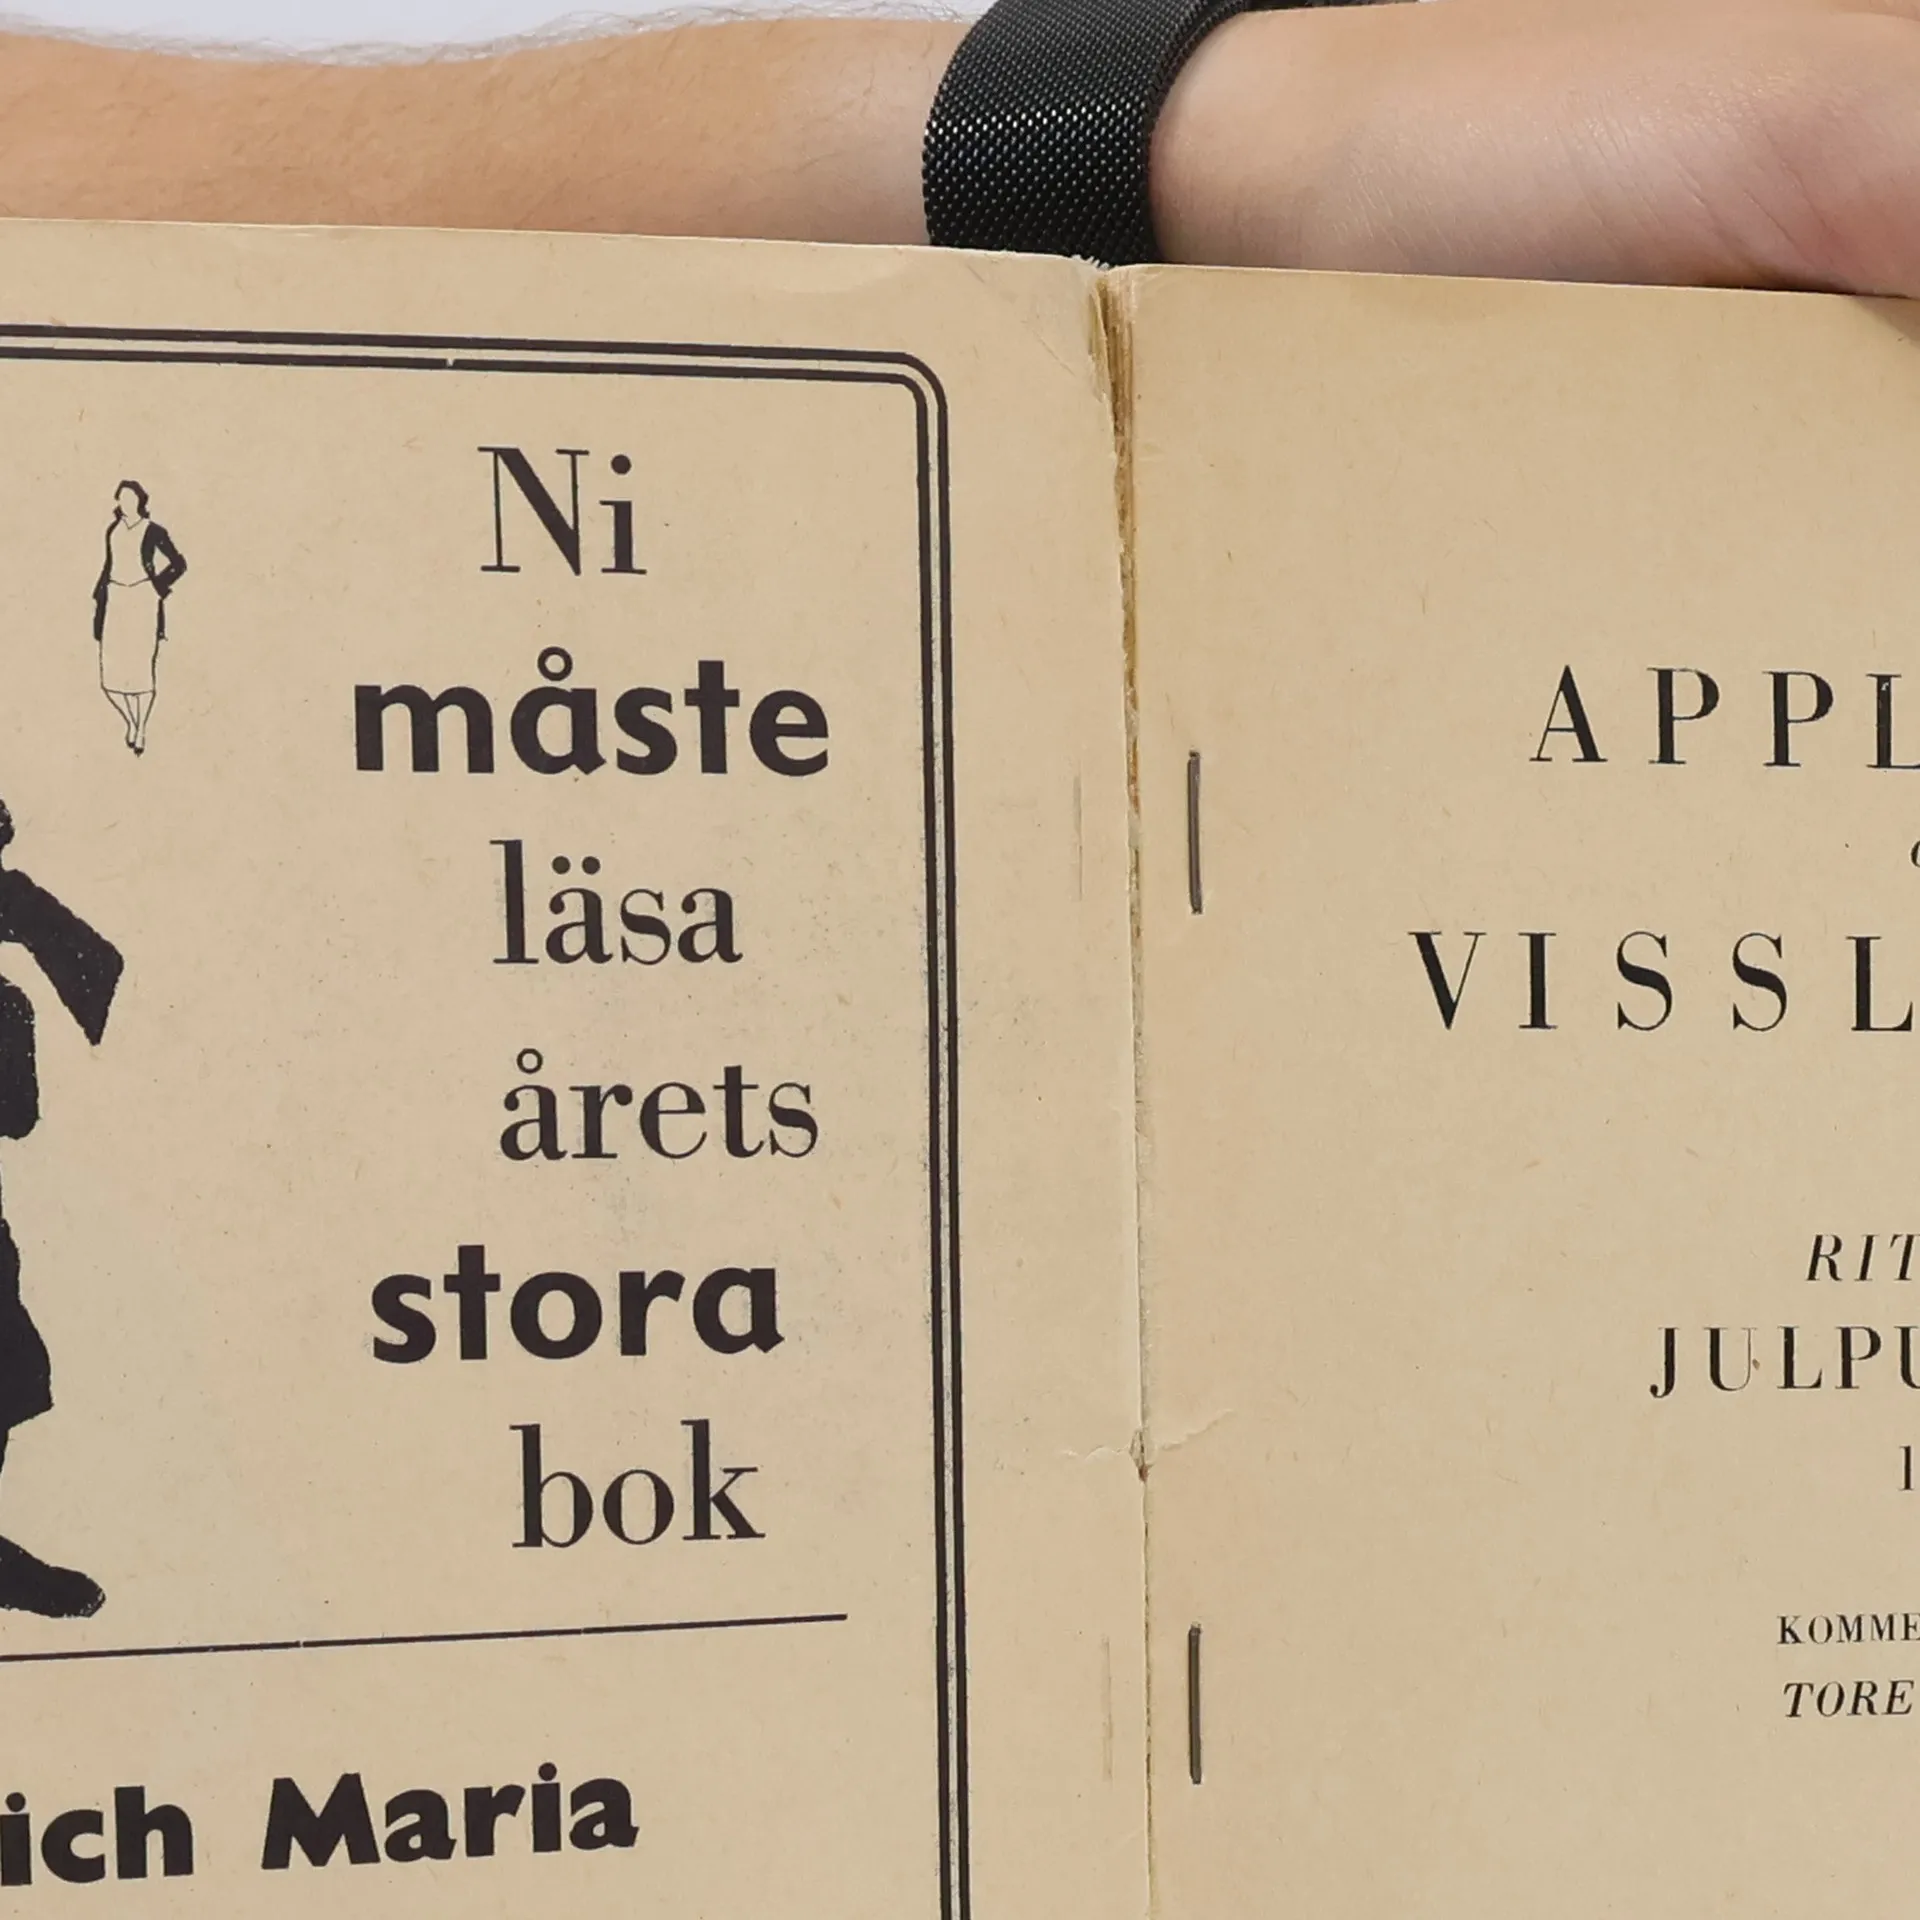 Ni
måste
läsa
årets
stora
bok
ich Maria
APPL
VISSL
RIT
JULPU
1
KOMME
TORE